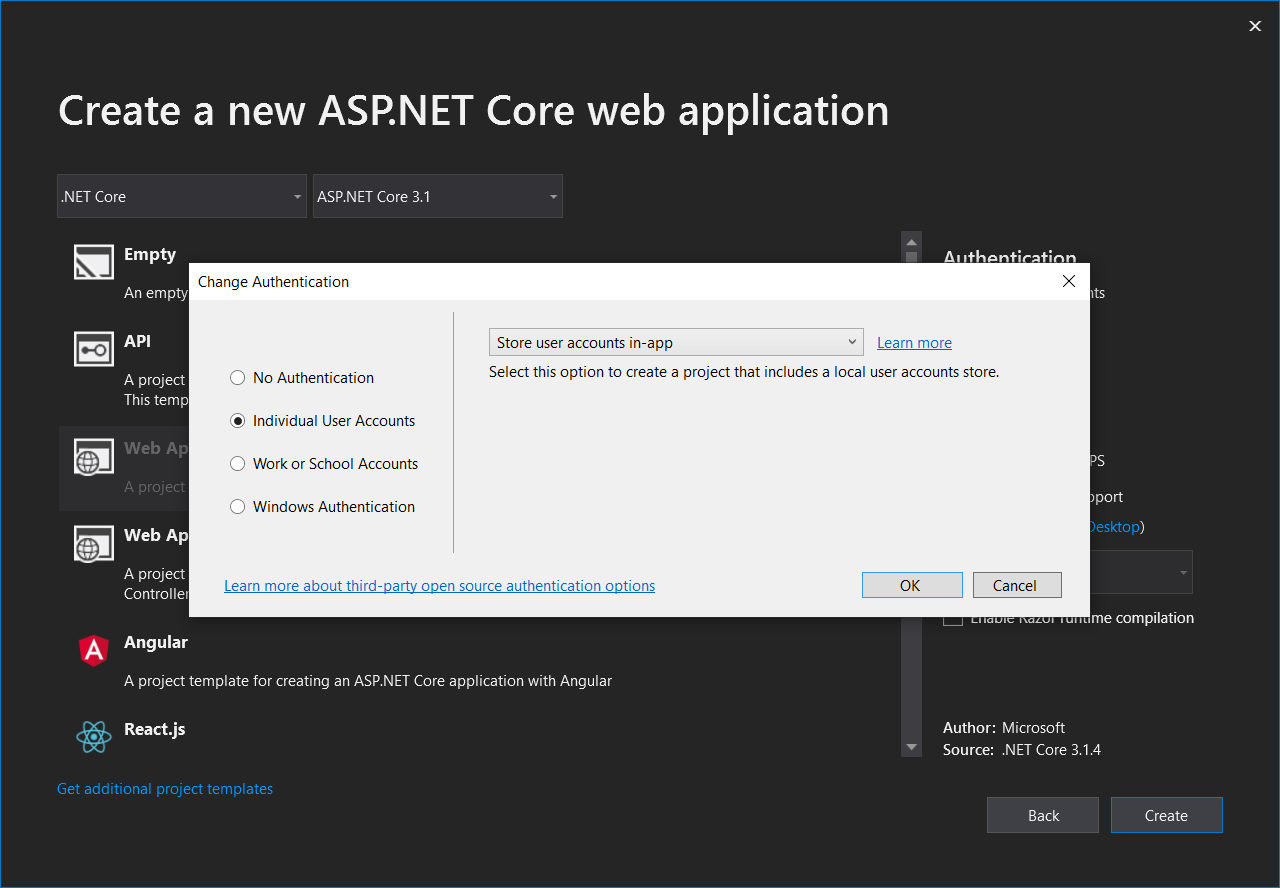 Create a new ASP.NET Core web application
.NET Core
ASP.NET Core 3.1
Empty
An empty
API
A project
This temp
Web Ap
A project
Web Ap
A project
Controller
Angular
A project template for creating an ASP.NET Core application with Angular
React.js
Get additional project templates
Change Authentication
No Authentication
Individual User Accounts
Work or School Accounts
Windows Authentication
Store user accounts in-app
Learn more
Select this option to create a project that includes a local user accounts store.
Learn more about third-party open source authentication options
OK
Cancel
Authentication
nts
PS
pport
Desktop)
Enable Razor runtime compilation
Author: Microsoft
Source: .NET Core 3.1.4
Back
Create